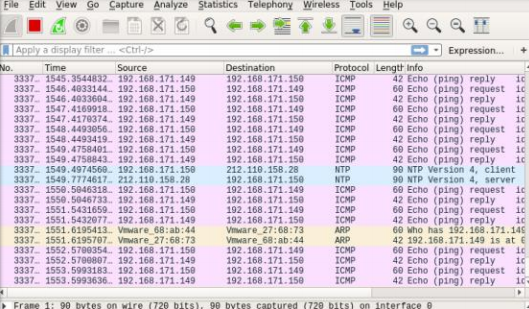 File Edit View Go Capture Analyze Statistics Telephony Wireless Tools Help
Apply a display filter ... <Ctrl-/> Expression... +
No. Time Source Destination Protocol Length Info
3337… 1545.3544832… 192.168.171.149 192.168.171.150 ICMP 42 Echo (ping) reply id
3337… 1546.4033144… 192.168.171.150 192.168.171.149 ICMP 60 Echo (ping) request id
3337… 1546.4033604… 192.168.171.149 192.168.171.150 ICMP 42 Echo (ping) reply id
3337… 1547.4169918… 192.168.171.150 192.168.171.149 ICMP 60 Echo (ping) request id
3337… 1547.4170374… 192.168.171.149 192.168.171.150 ICMP 42 Echo (ping) reply id
3337… 1548.4493056… 192.168.171.150 192.168.171.149 ICMP 60 Echo (ping) request id
3337… 1548.4493419… 192.168.171.149 192.168.171.150 ICMP 42 Echo (ping) reply id
3337… 1549.4758401… 192.168.171.150 192.168.171.149 ICMP 60 Echo (ping) request id
3337… 1549.4758843… 192.168.171.149 192.168.171.150 ICMP 42 Echo (ping) reply id
3337… 1549.4974560… 192.168.171.150 212.110.158.28 NTP 90 NTP Version 4, client
3337… 1549.7774617… 212.110.158.28 192.168.171.150 NTP 90 NTP Version 4, server
3337… 1550.5046318… 192.168.171.150 192.168.171.149 ICMP 60 Echo (ping) request id
3337… 1550.5046577… 192.168.171.149 192.168.171.150 ICMP 42 Echo (ping) reply id
3337… 1551.5431659… 192.168.171.150 192.168.171.149 ICMP 60 Echo (ping) request id
3337… 1551.5432077… 192.168.171.149 192.168.171.150 ICMP 42 Echo (ping) reply id
3337… 1551.6195413… Vmware_68:ab:44 Vmware_27:68:73 ARP 60 Who has 192.168.171.149
3337… 1551.6195707… Vmware_27:68:73 Vmware_68:ab:44 ARP 42 192.168.171.149 is at 0
3337… 1552.5700354… 192.168.171.150 192.168.171.149 ICMP 60 Echo (ping) request id
3337… 1552.5700807… 192.168.171.149 192.168.171.150 ICMP 42 Echo (ping) reply id
3337… 1553.5993183… 192.168.171.150 192.168.171.149 ICMP 60 Echo (ping) request id
3337… 1553.5993636… 192.168.171.149 192.168.171.150 ICMP 42 Echo (ping) reply id
Frame 1: 90 bytes on wire (720 bits), 90 bytes captured (720 bits) on interface 0